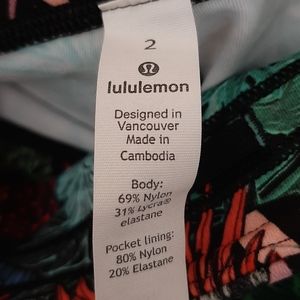 2
lululemon
Designed in
Vancouver
Made in
Cambodia
Body:
69% Nylon
31% Lycra®
elastane
Pocket lining:
80% Nylon
20% Elastane